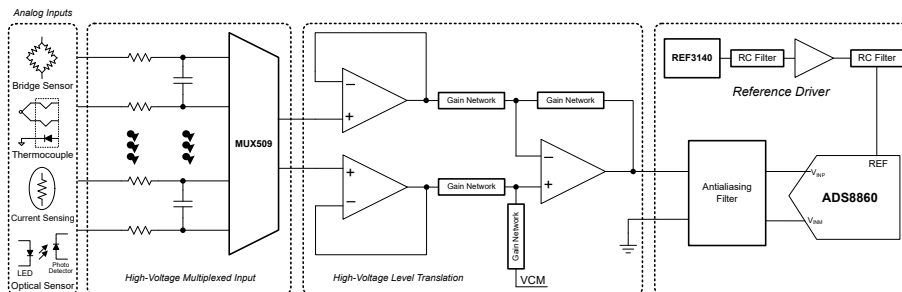 Analog Inputs
Bridge Sensor
Thermocouple
Current Sensing
LED
Photo
Detector
Optical Sensor
MUX509
High-Voltage Multiplexed Input
Gain Network
Gain Network
Gain Network
Gain Network
VCM
High-Voltage Level Translation
REF3140
RC Filter
RC Filter
Reference Driver
Antialiasing
Filter
REF
VINP
ADS8860
VINM